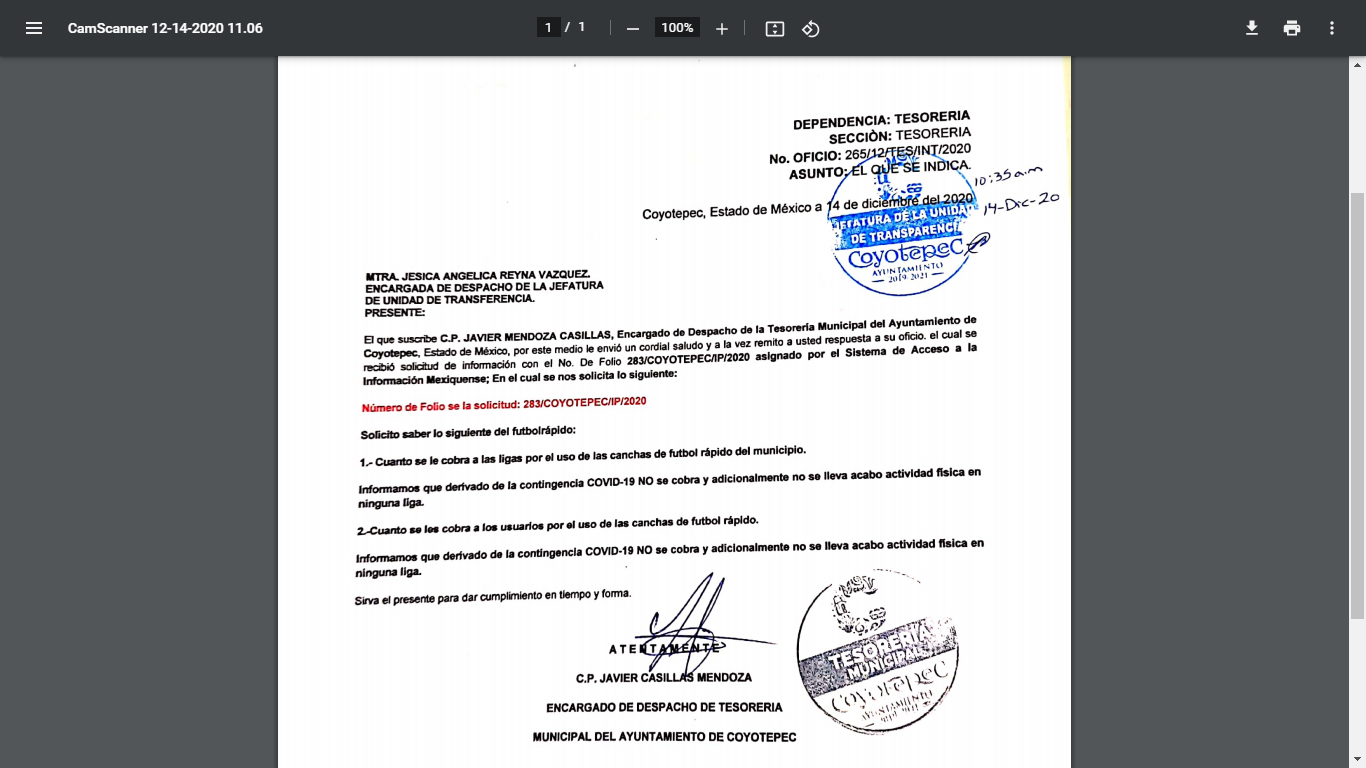 CamScanner 12-14-2020 11.06
1 / 1
100%
DEPENDENCIA: TESORERIA
SECCIÒN: TESORERIA
No. OFICIO: 265/12/TES/INT/2020
ASUNTO: EL QUE SE INDICA.
10:35 a.m
Coyotepec, Estado de México a 14 de diciembre del 2020
14-Dic-20
JEFATURA DE LA UNIDAD
DE TRANSPARENCIA
Coyotepec
AYUNTAMIENTO
2019-2021
MTRA. JESICA ANGELICA REYNA VAZQUEZ.
ENCARGADA DE DESPACHO DE LA JEFATURA
DE UNIDAD DE TRANSFERENCIA.
PRESENTE:
El que suscribe C.P. JAVIER MENDOZA CASILLAS, Encargado de Despacho de la Tesorería Municipal del Ayuntamiento de
Coyotepec, Estado de México, por este medio le envió un cordial saludo y a la vez remito a usted respuesta a su oficio. el cual se
recibió solicitud de información con el No. De Folio 283/COYOTEPEC/IP/2020 asignado por el Sistema de Acceso a la
Información Mexiquense; En el cual se nos solicita lo siguiente:
Número de Folio se la solicitud: 283/COYOTEPEC/IP/2020
Solicito saber lo siguiente del futbolrápido:
1.- Cuanto se le cobra a las ligas por el uso de las canchas de futbol rápido del municipio.
Informamos que derivado de la contingencia COVID-19 NO se cobra y adicionalmente no se lleva acabo actividad física en
ninguna liga.
2.-Cuanto se les cobra a los usuarios por el uso de las canchas de futbol rápido.
Informamos que derivado de la contingencia COVID-19 NO se cobra y adicionalmente no se lleva acabo actividad física en
ninguna liga.
Sirva el presente para dar cumplimiento en tiempo y forma.
ATENTAMENTE
C.P. JAVIER CASILLAS MENDOZA
ENCARGADO DE DESPACHO DE TESORERIA
MUNICIPAL DEL AYUNTAMIENTO DE COYOTEPEC
TESORERIA
MUNICIPAL
Coyotepec
AYUNTAMIENTO